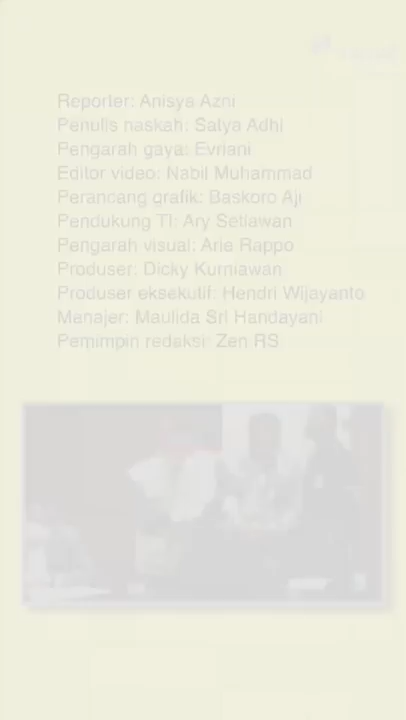 Reporter: Anisya Azni
Penulis naskah: Satya Adhi
Pengarah gaya: Evriani
Editor video: Nabil Muhammad
Perancang grafik: Baskoro Aji
Pendukung TI: Ary Setiawan
Pengarah visual: Aria Rappo
Produser: Dicky Kurniawan
Produser eksekutif: Hendri Wijayanto
Manajer: Maulida Sri Handayani
Pemimpin redaksi: Zen RS